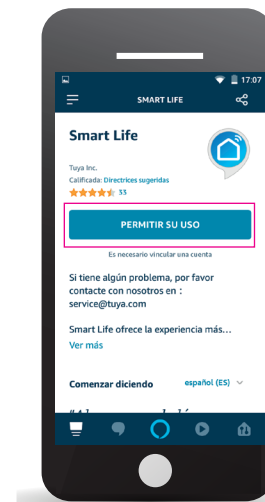 17:07
SMART LIFE
Smart Life
Tuya Inc.
Calificada: Directrices sugeridas
33
PERMITIR SU USO
Es necesario vincular una cuenta
Si tiene algún problema, por favor
contacte con nosotros en :
service@tuya.com
Smart Life ofrece la experiencia más...
Ver más
Comenzar diciendo español (ES)